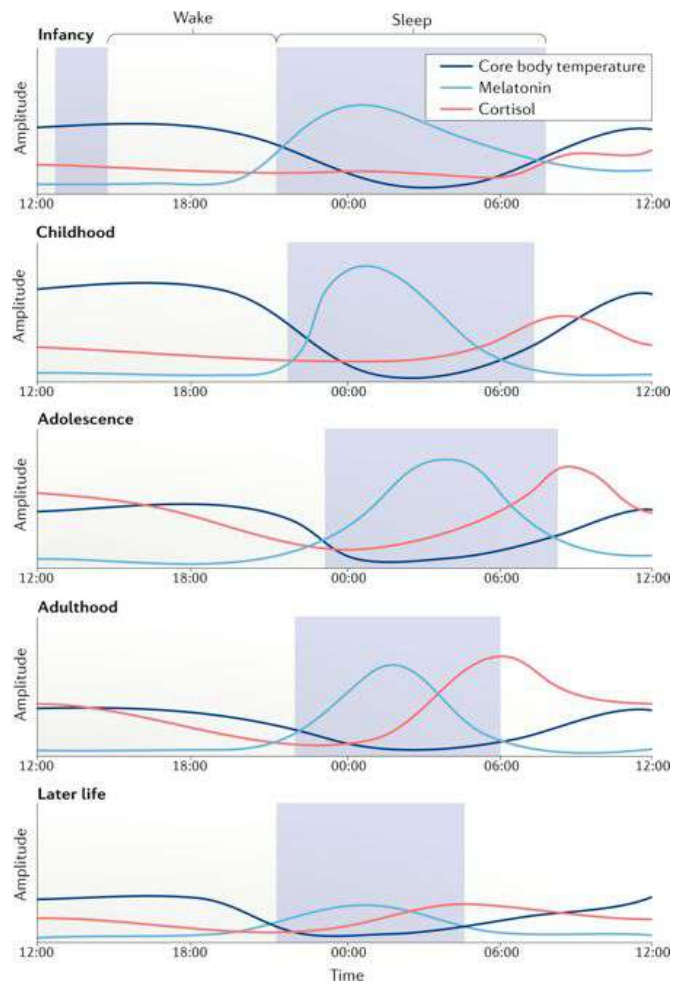 Wake Sleep
Infancy
Core body temperature
Melatonin
Cortisol
Amplitude
12:00 18:00 00:00 06:00 12:00
Childhood
Amplitude
12:00 18:00 00:00 06:00 12:00
Adolescence
Amplitude
12:00 18:00 00:00 06:00 12:00
Adulthood
Amplitude
12:00 18:00 00:00 06:00 12:00
Later life
Amplitude
12:00 18:00 00:00 06:00 12:00
Time